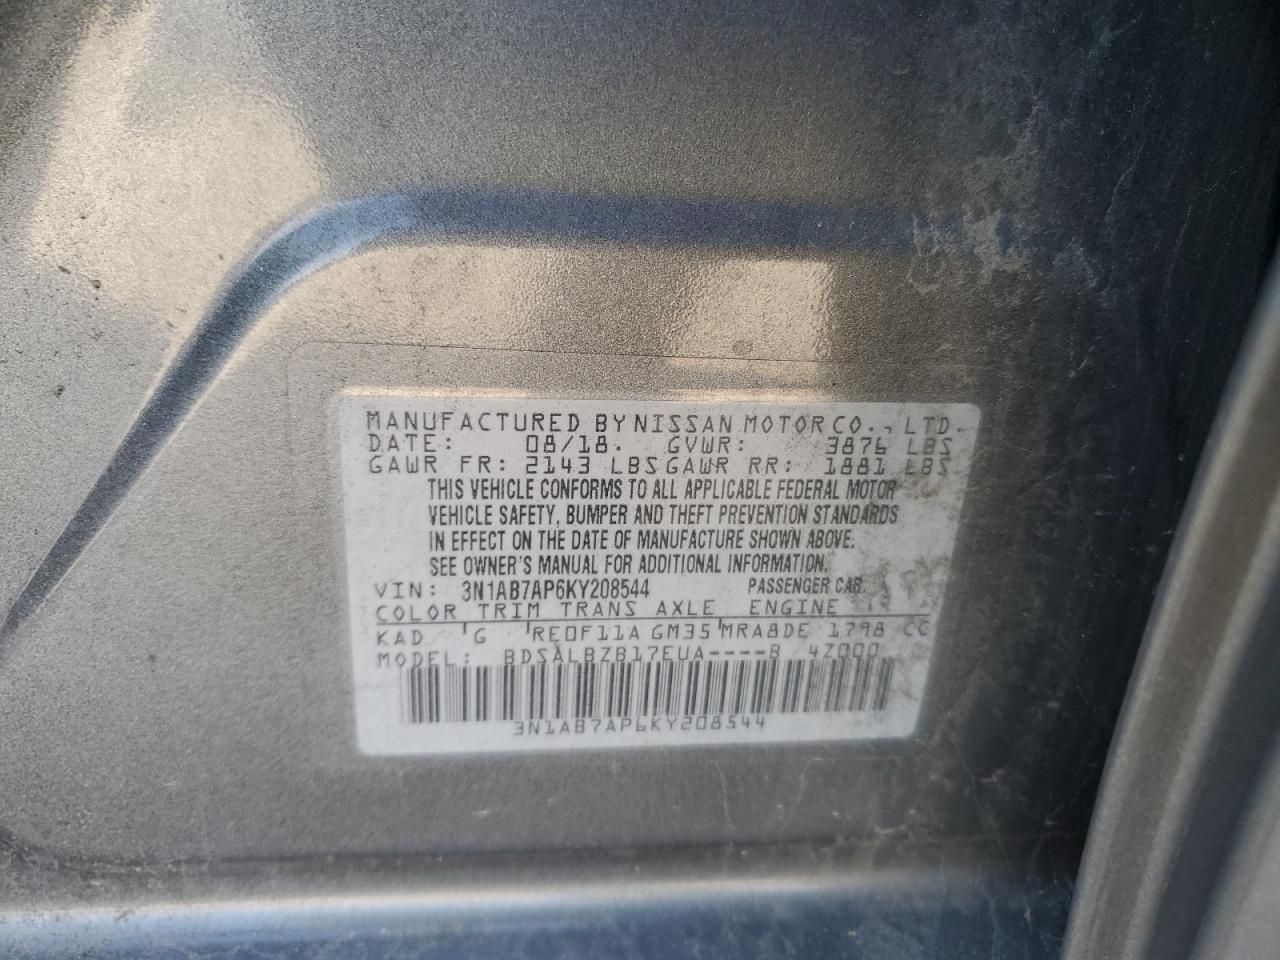 MANUFACTURED BY NISSAN MOTOR CO., LTD.
DATE: 08/18. GVWR: 3876 LBS
GAWR FR: 2143 LBS GAWR RR: 1881 LBS
THIS VEHICLE CONFORMS TO ALL APPLICABLE FEDERAL MOTOR
VEHICLE SAFETY, BUMPER AND THEFT PREVENTION STANDARDS
IN EFFECT ON THE DATE OF MANUFACTURE SHOWN ABOVE.
SEE OWNER'S MANUAL FOR ADDITIONAL INFORMATION.
VIN: 3N1AB7AP6KY208544 PASSENGER CAR.
COLOR TRIM TRANS AXLE ENGINE
KAD G RE0F11A GM35 MRA8DE 1798 CC
MODEL: BDSALBZB17EUA----B 4Z000
3N1AB7AP6KY208544